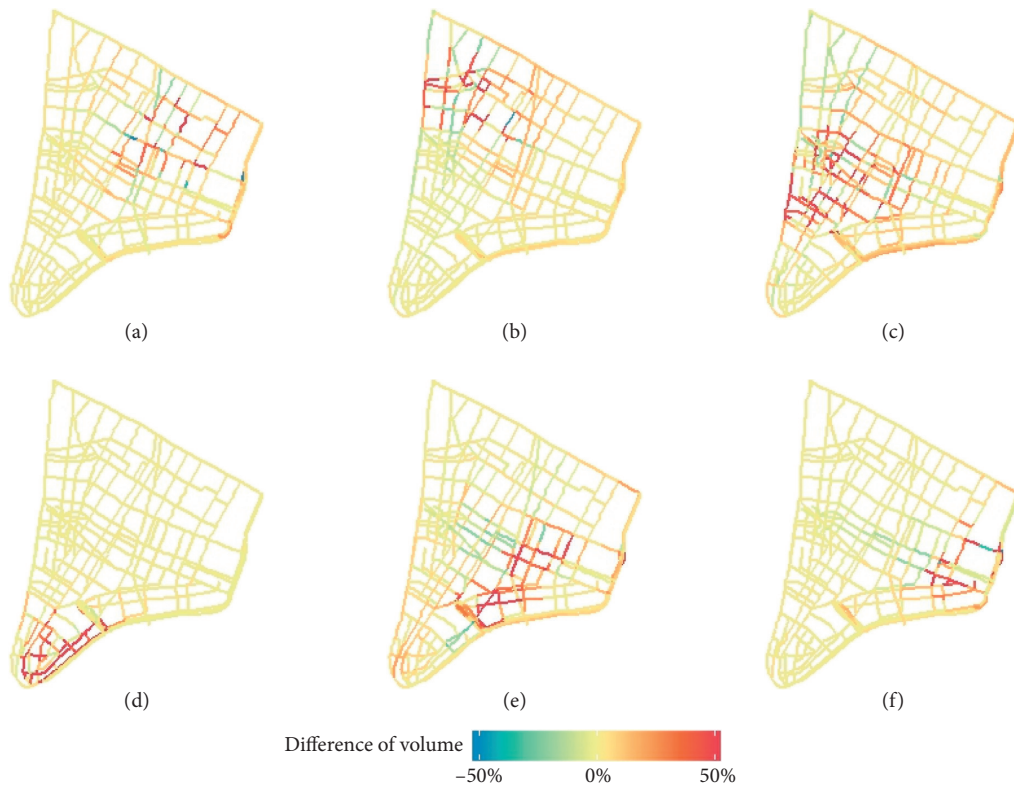 (a)
(b)
(c)
(d)
(e)
(f)
Difference of volume
–50%
0%
50%